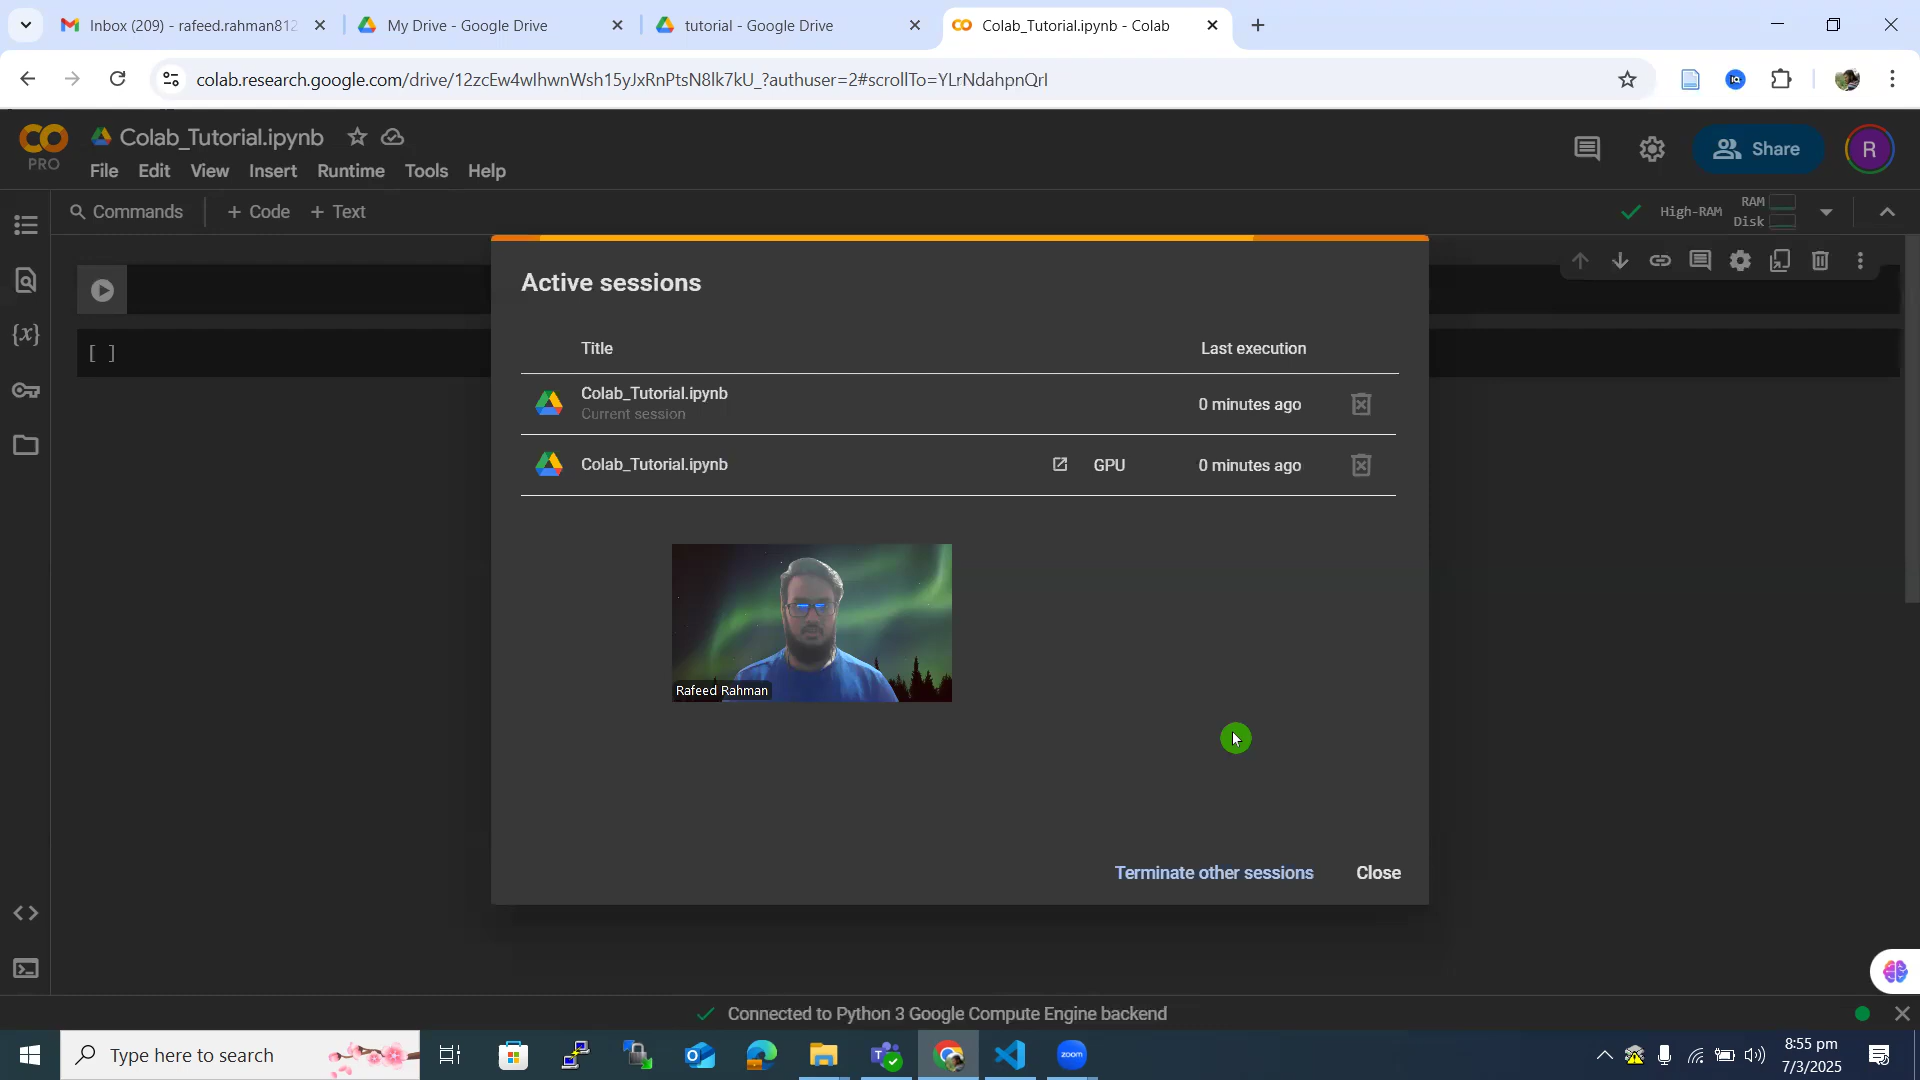 Inbox (209) - rafeed.rahman812
My Drive - Google Drive
tutorial - Google Drive
Colab_Tutorial.ipynb - Colab
colab.research.google.com/drive/12zcEw4wlhwnWsh15yJxRnPtsN8lk7kU_?authuser=2#scrollTo=YLrNdahpnQrI
PRO
Colab_Tutorial.ipynb
File Edit View Insert Runtime Tools Help
Share
R
Commands + Code + Text
High-RAM
RAM
Disk
[ ]
Active sessions
Title Last execution
Colab_Tutorial.ipynb
Current session
0 minutes ago
Colab_Tutorial.ipynb GPU 0 minutes ago
Rafeed Rahman
Terminate other sessions Close
Connected to Python 3 Google Compute Engine backend
Type here to search
zoom
8:55 pm
7/3/2025